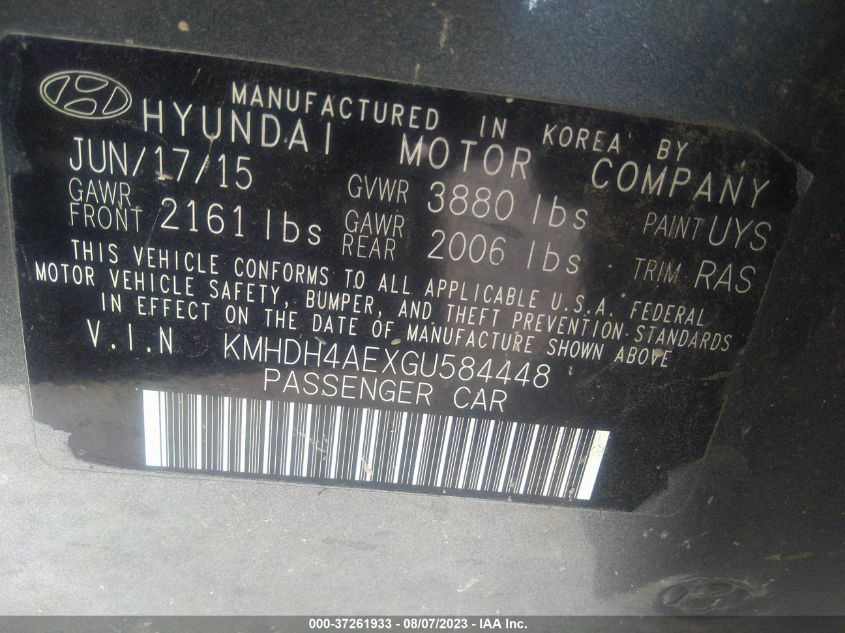 MANUFACTURED IN KOREA BY
HYUNDAI MOTOR COMPANY
JUN/17/15 GVWR 3880 lbs PAINT UYS
GAWR FRONT 2161 lbs GAWR REAR 2006 lbs TRIM RAS
THIS VEHICLE CONFORMS TO ALL APPLICABLE U.S.A. FEDERAL
MOTOR VEHICLE SAFETY, BUMPER, AND THEFT PREVENTION STANDARDS
IN EFFECT ON THE DATE OF MANUFACTURE SHOWN ABOVE
V.I.N KMHDH4AEXGU584448
PASSENGER CAR
000-37261933 - 08/07/2023 - IAA Inc.